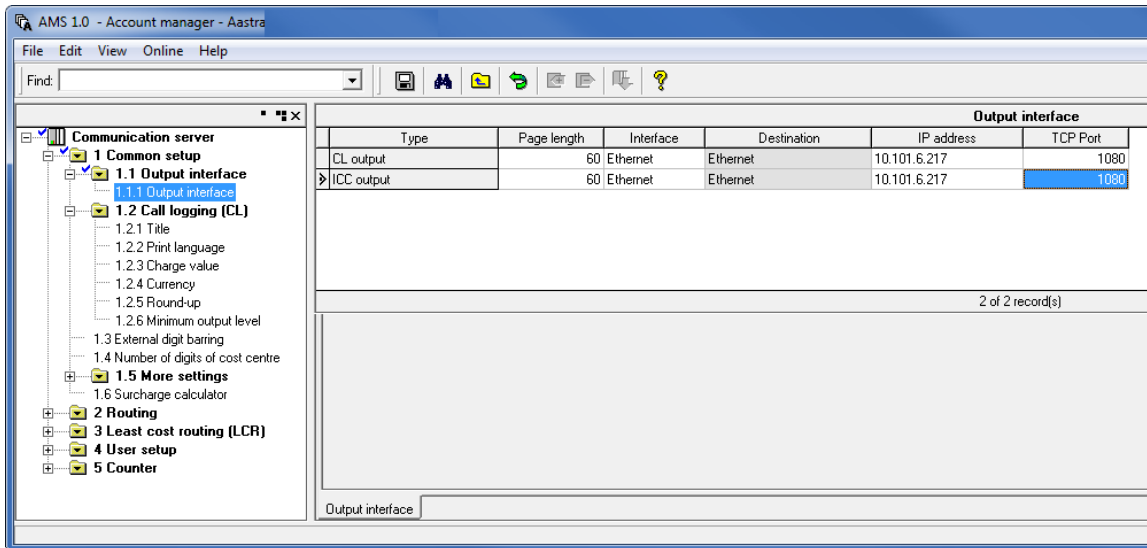 AMS 1.0 - Account manager - Aastra
File Edit View Online Help
Find:
Communication server
1 Common setup
1.1 Output interface
1.1.1 Output interface
1.2 Call logging (CL)
1.2.1 Title
1.2.2 Print language
1.2.3 Charge value
1.2.4 Currency
1.2.5 Round-up
1.2.6 Minimum output level
1.3 External digit barring
1.4 Number of digits of cost centre
1.5 More settings
1.6 Surcharge calculator
2 Routing
3 Least cost routing (LCR)
4 User setup
5 Counter
Output interface
Type Page length Interface Destination IP address TCP Port
CL output 60 Ethernet Ethernet 10.101.6.217 1080
ICC output 60 Ethernet Ethernet 10.101.6.217 1080
2 of 2 record(s)
Output interface